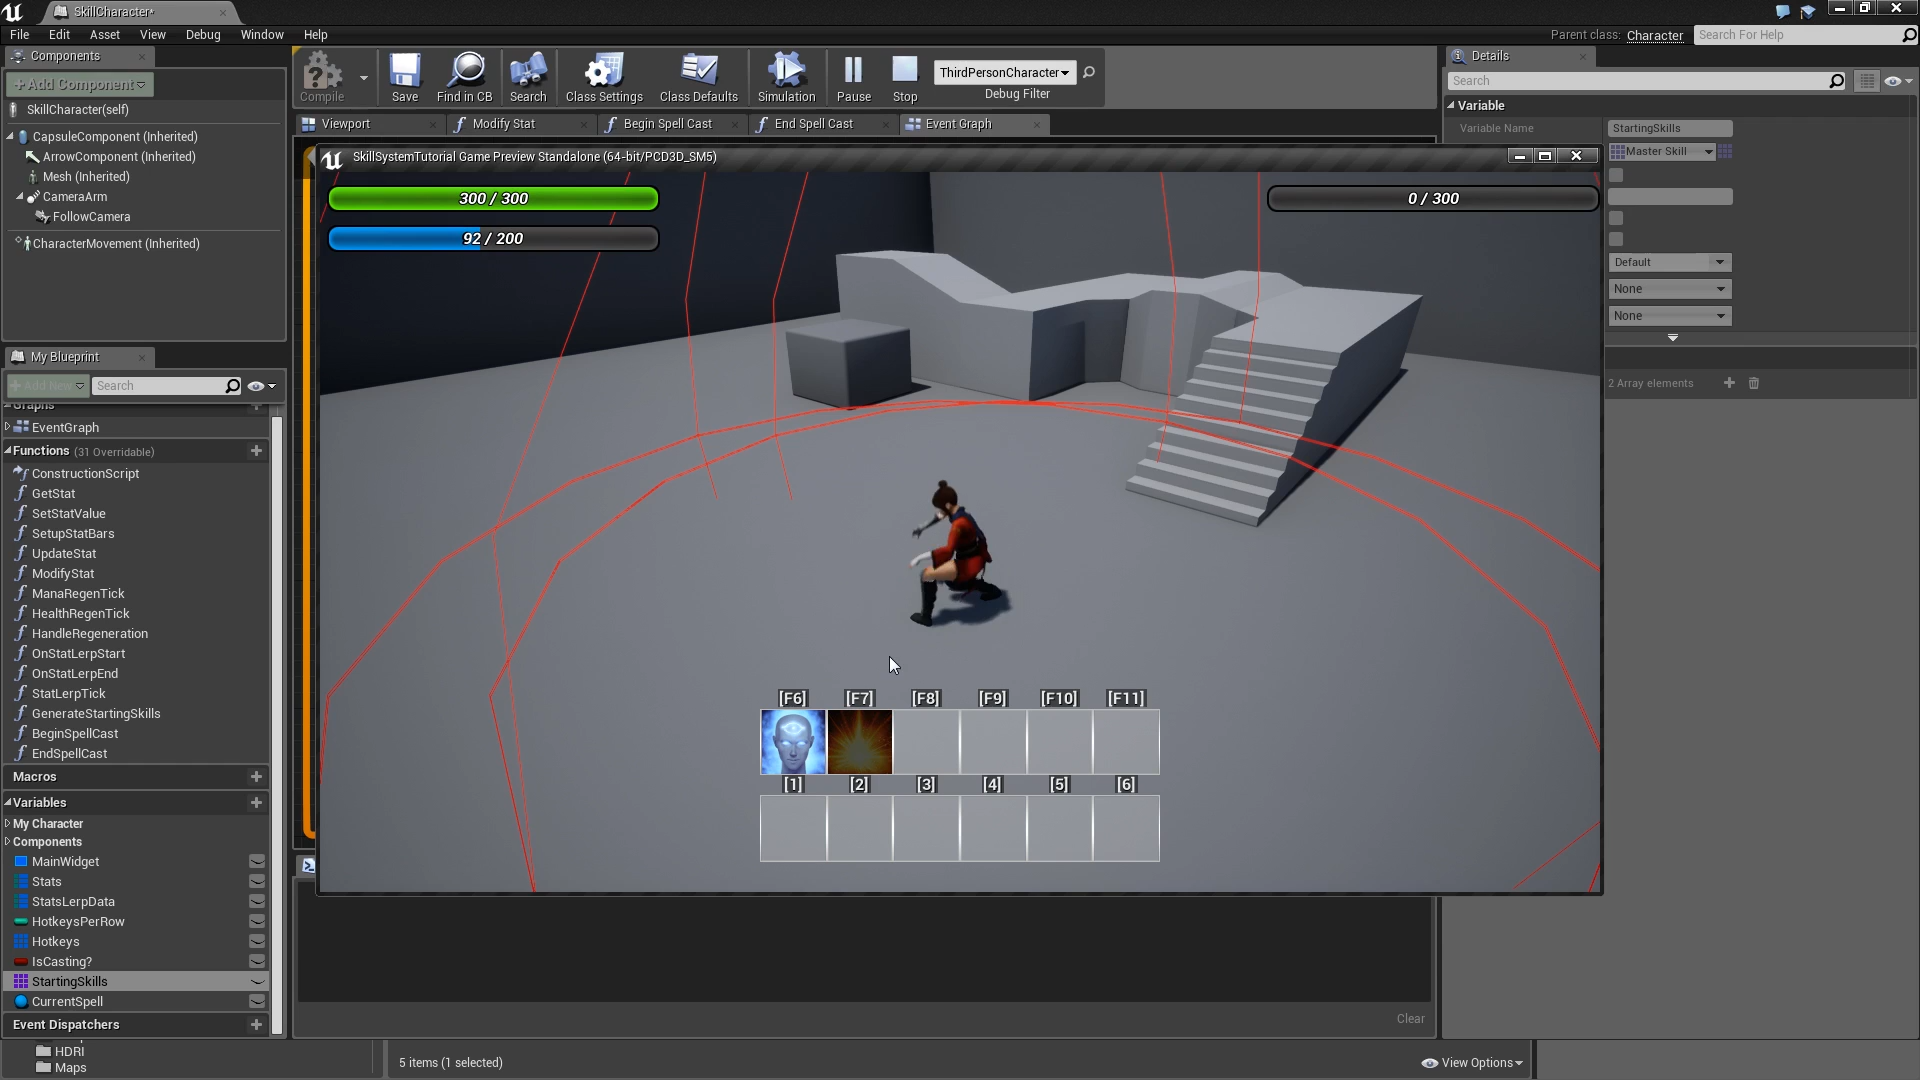 SkillCharacter*
File Edit Asset View Debug Window Help
Parent class: Character
Search For Help
Components
+Add Component
SkillCharacter(self)
CapsuleComponent (Inherited)
ArrowComponent (Inherited)
Mesh (Inherited)
CameraArm
FollowCamera
CharacterMovement (Inherited)
Compile
Save
Find in CB
Search
Class Settings
Class Defaults
Simulation
Pause
Stop
ThirdPersonCharacter
Debug Filter
Viewport
Modify Stat
Begin Spell Cast
End Spell Cast
Event Graph
SkillSystemTutorial Game Preview Standalone (64-bit/PCD3D_SM5)
300 / 300
0 / 300
92 / 200
[F6] [F7] [F8] [F9] [F10] [F11]
[1] [2] [3] [4] [5] [6]
My Blueprint
+ Add New
Search
Graphs
EventGraph
Functions (31 Overridable)
ConstructionScript
GetStat
SetStatValue
SetupStatBars
UpdateStat
ModifyStat
ManaRegenTick
HealthRegenTick
HandleRegeneration
OnStatLerpStart
OnStatLerpEnd
StatLerpTick
GenerateStartingSkills
BeginSpellCast
EndSpellCast
Macros
Variables
My Character
Components
MainWidget
Stats
StatsLerpData
HotkeysPerRow
Hotkeys
IsCasting?
StartingSkills
CurrentSpell
Event Dispatchers
HDRI
Maps
Clear
5 items (1 selected)
View Options
Details
Search
Variable
Variable Name
StartingSkills
Master Skill
Default
None
None
2 Array elements